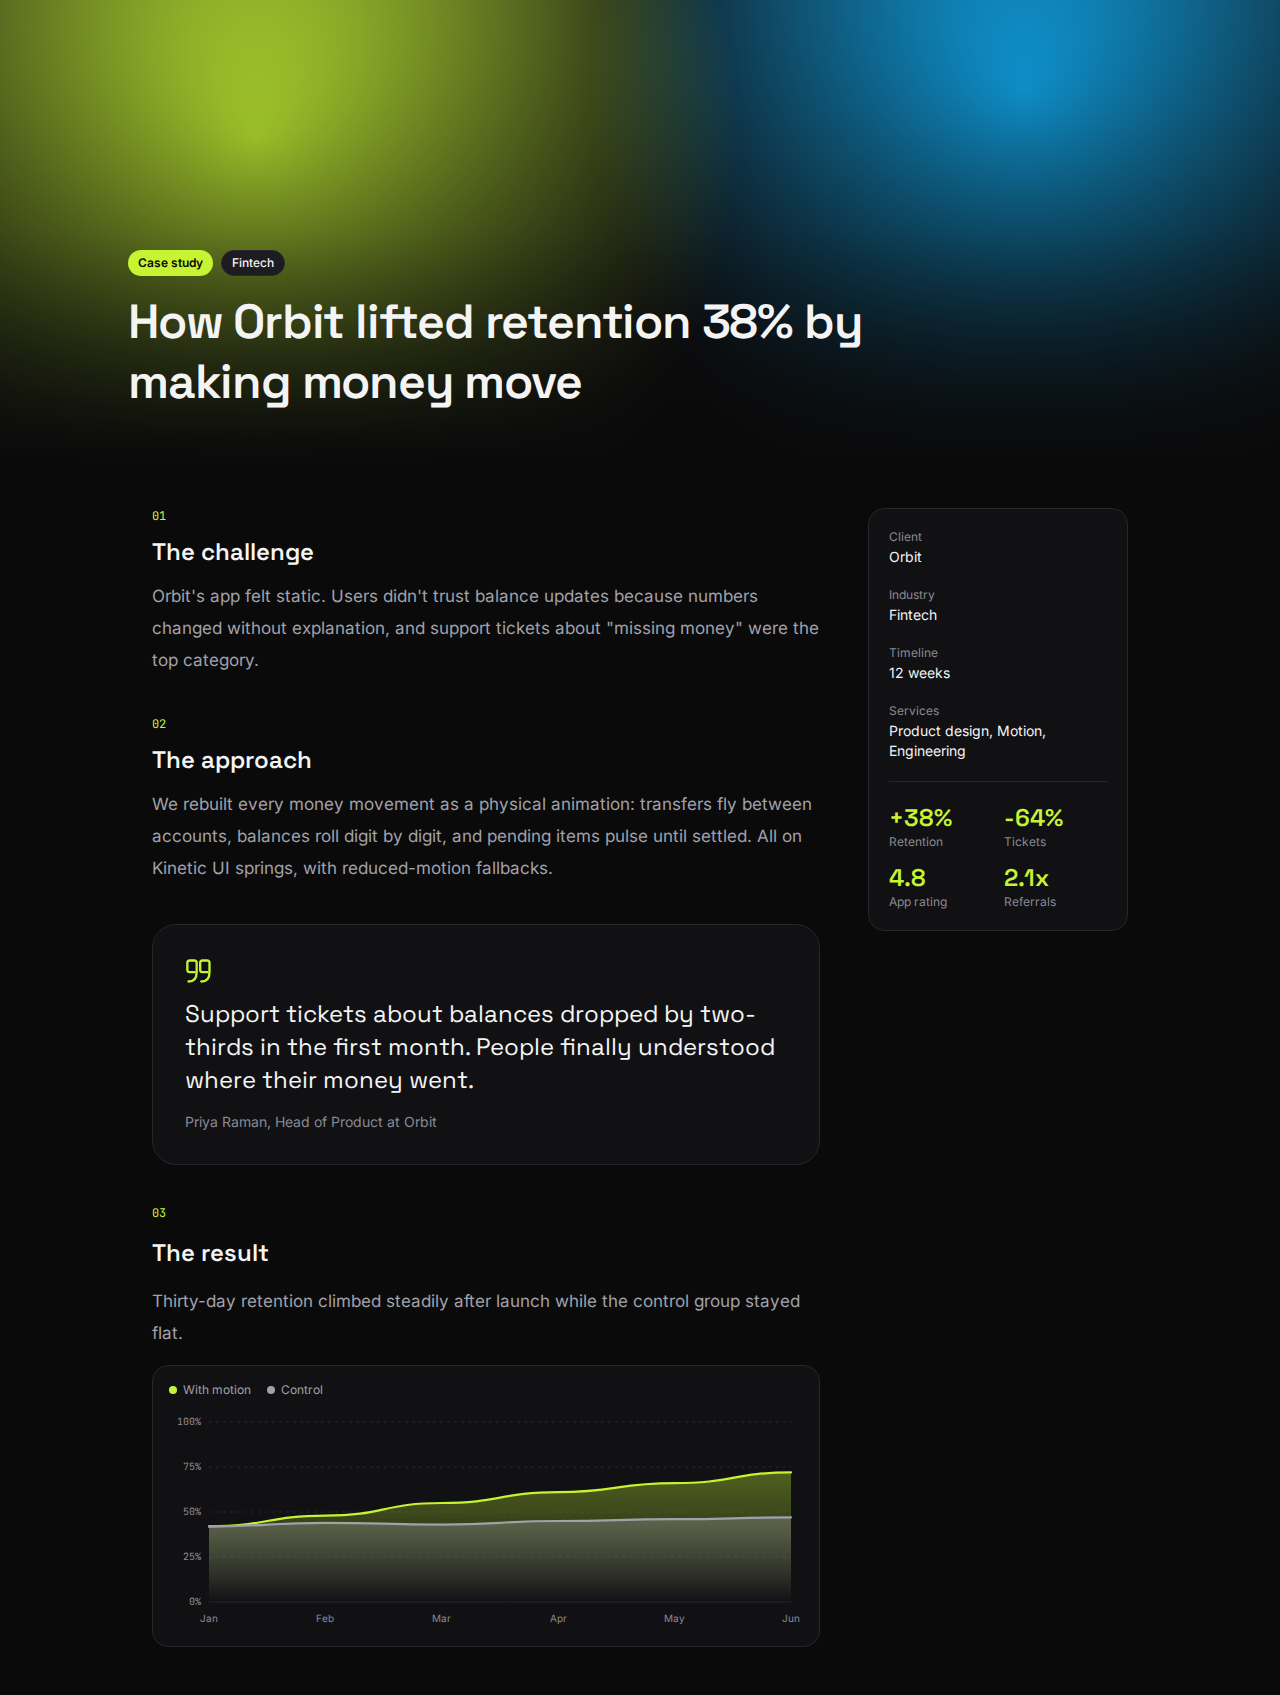 Case study
Fintech
How Orbit lifted retention 38% by
making money move
01
The challenge
Orbit's app felt static. Users didn't trust balance updates because numbers
changed without explanation, and support tickets about "missing money" were the
top category.
02
The approach
We rebuilt every money movement as a physical animation: transfers fly between
accounts, balances roll digit by digit, and pending items pulse until settled. All on
Kinetic UI springs, with reduced-motion fallbacks.
Support tickets about balances dropped by two-
thirds in the first month. People finally understood
where their money went.
Priya Raman, Head of Product at Orbit
03
The result
Thirty-day retention climbed steadily after launch while the control group stayed
flat.
With motion
Control
100%
75%
50%
25%
0%
Jan
Feb
Mar
Apr
May
Jun
Client
Orbit
Industry
Fintech
Timeline
12 weeks
Services
Product design, Motion,
Engineering
+38%
Retention
-64%
Tickets
4.8
App rating
2.1x
Referrals